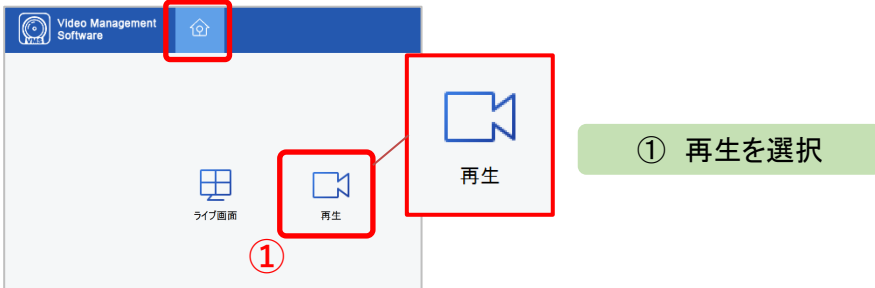 Video Management
Software
VMS
再生
① 再生を選択
ライブ画面
再生
①